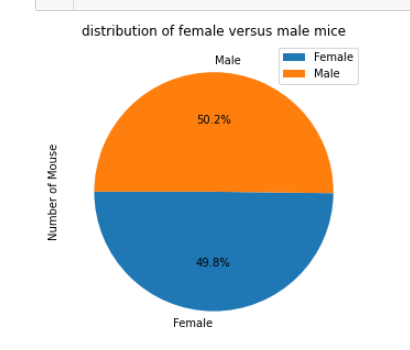 distribution of female versus male mice
Male
Female
Male
50.2%
Number of Mouse
49.8%
Female